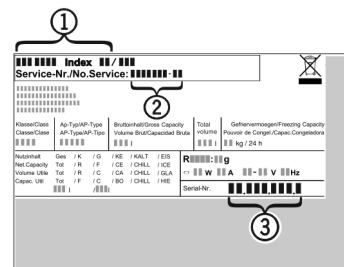 1
Index /
Service-Nr./No.Service: -
2
Klasse/Class Ap-Typ/AP-Type Bruttoinhalt/Gross Capacity Total Gefriervermoegen/Freezing Capacity
Classe/Clase AP-Type/AP-Tipo Volume Brut/Capacidad Bruta volume Pouvoir de Congel./Capac.Congeladora
l l kg / 24 h
Nutzinhalt Ges / K / G / KE / KALT / EIS
Net.Capacity Tot / R / F / CE / CHILL / ICE
Volume Utile Tot / R / C / CA / CHILL / GLA
Capac. Util Tot / F / C / BO / CHILL / HIE
l / l
R : g
W A - V Hz
Serial-Nr. . . .
3